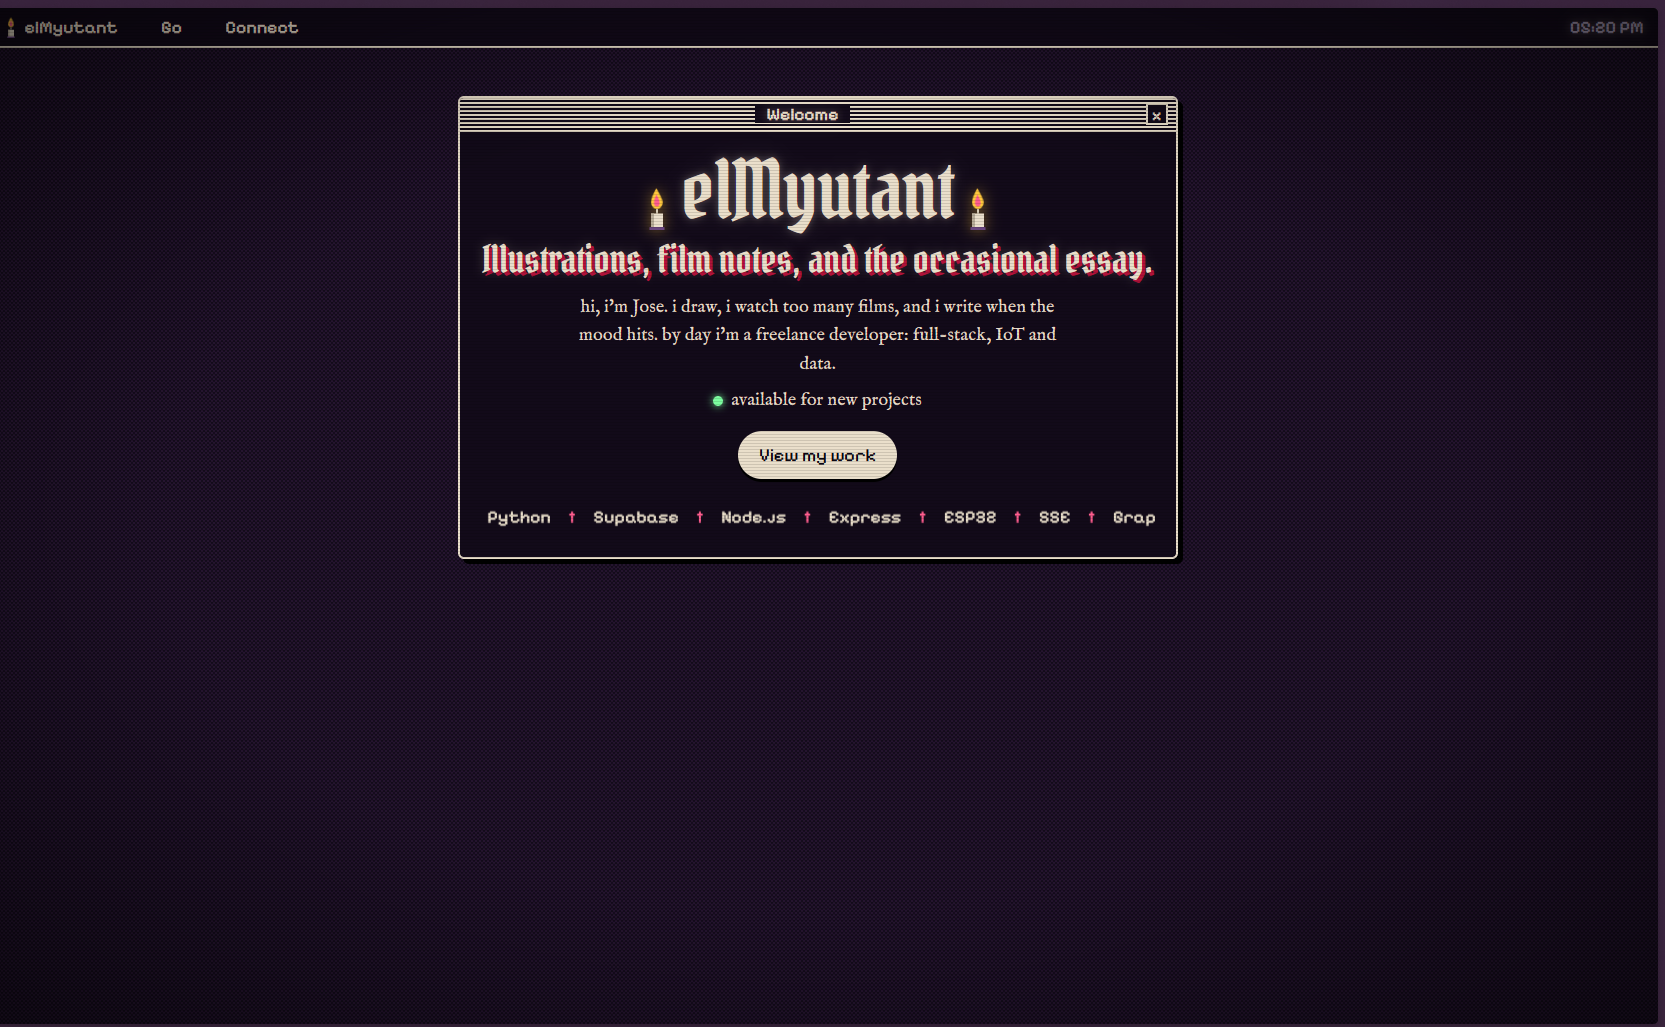 elMyutant Go Connect 08:20 PM
Welcome
elMyutant
Illustrations, film notes, and the occasional essay.
hi, i'm Jose. i draw, i watch too many films, and i write when the
mood hits. by day i'm a freelance developer: full-stack, IoT and
data.
available for new projects
View my work
Python † Supabase † Node.js † Express † ESP32 † SSE † Grap